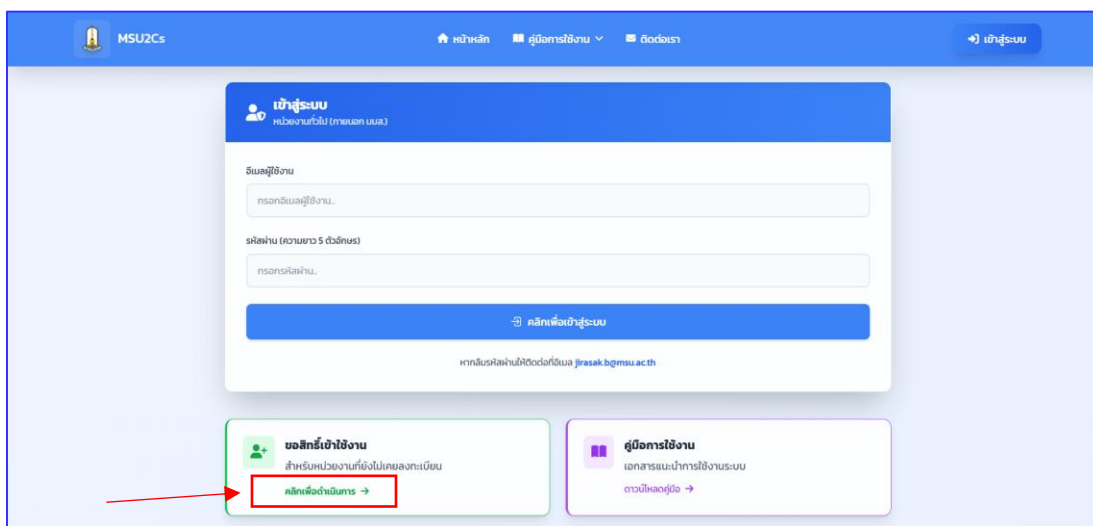 MSU2Cs
หน้าหลัก
คู่มือการใช้งาน
ติดต่อเรา
เข้าสู่ระบบ
เข้าสู่ระบบ
หน่วยงานทั่วไป (ภายนอก มมส.)
อีเมลผู้ใช้งาน
กรอกอีเมลผู้ใช้งาน..
รหัสผ่าน (ความยาว 5 ตัวอักษร)
กรอกรหัสผ่าน..
คลิกเพื่อเข้าสู่ระบบ
หากลืมรหัสผ่านให้ติดต่อที่อีเมล jirasak.b@msu.ac.th
ขอสิทธิ์เข้าใช้งาน
สำหรับหน่วยงานที่ยังไม่เคยลงทะเบียน
คลิกเพื่อดำเนินการ →
คู่มือการใช้งาน
เอกสารแนะนำการใช้งานระบบ
ดาวน์โหลดคู่มือ →